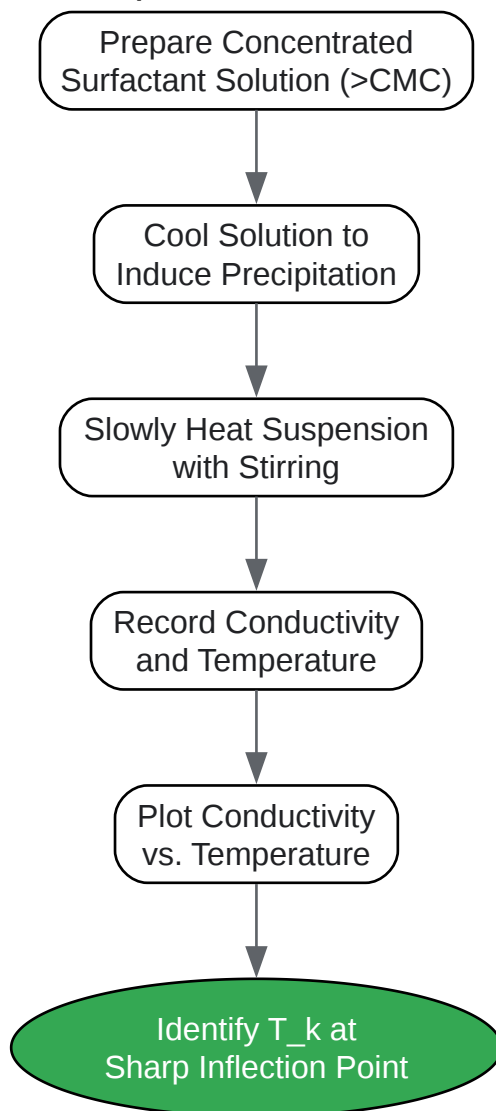 Prepare Concentrated
Surfactant Solution (>CMC)
Cool Solution to
Induce Precipitation
Slowly Heat Suspension
with Stirring
Record Conductivity
and Temperature
Plot Conductivity
vs. Temperature
Identify T_k at
Sharp Inflection Point